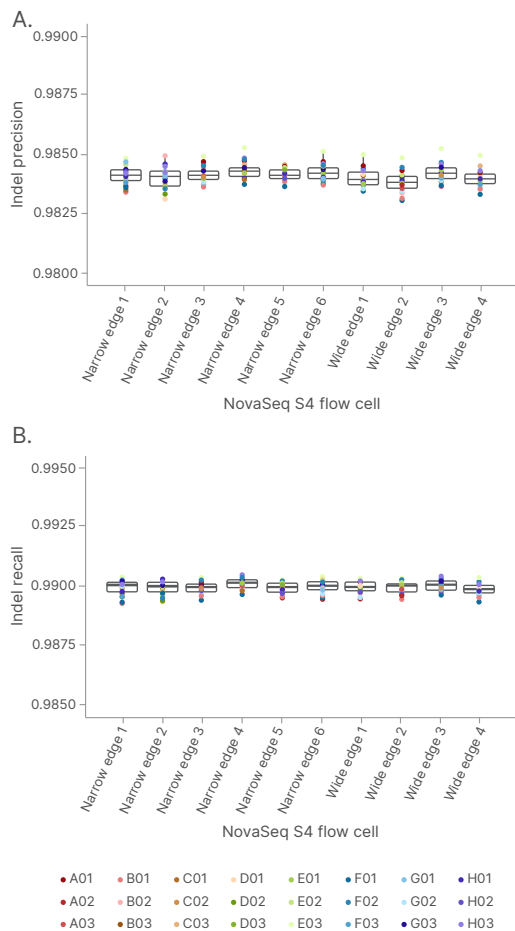 A.
Indel precision
0.9900
0.9875
0.9850
0.9825
0.9800
Narrow edge 1
Narrow edge 2
Narrow edge 3
Narrow edge 4
Narrow edge 5
Narrow edge 6
Wide edge 1
Wide edge 2
Wide edge 3
Wide edge 4
NovaSeq S4 flow cell
B.
Indel recall
0.9950
0.9925
0.9900
0.9875
0.9850
Narrow edge 1
Narrow edge 2
Narrow edge 3
Narrow edge 4
Narrow edge 5
Narrow edge 6
Wide edge 1
Wide edge 2
Wide edge 3
Wide edge 4
NovaSeq S4 flow cell
A01 B01 C01 D01 E01 F01 G01 H01
A02 B02 C02 D02 E02 F02 G02 H02
A03 B03 C03 D03 E03 F03 G03 H03